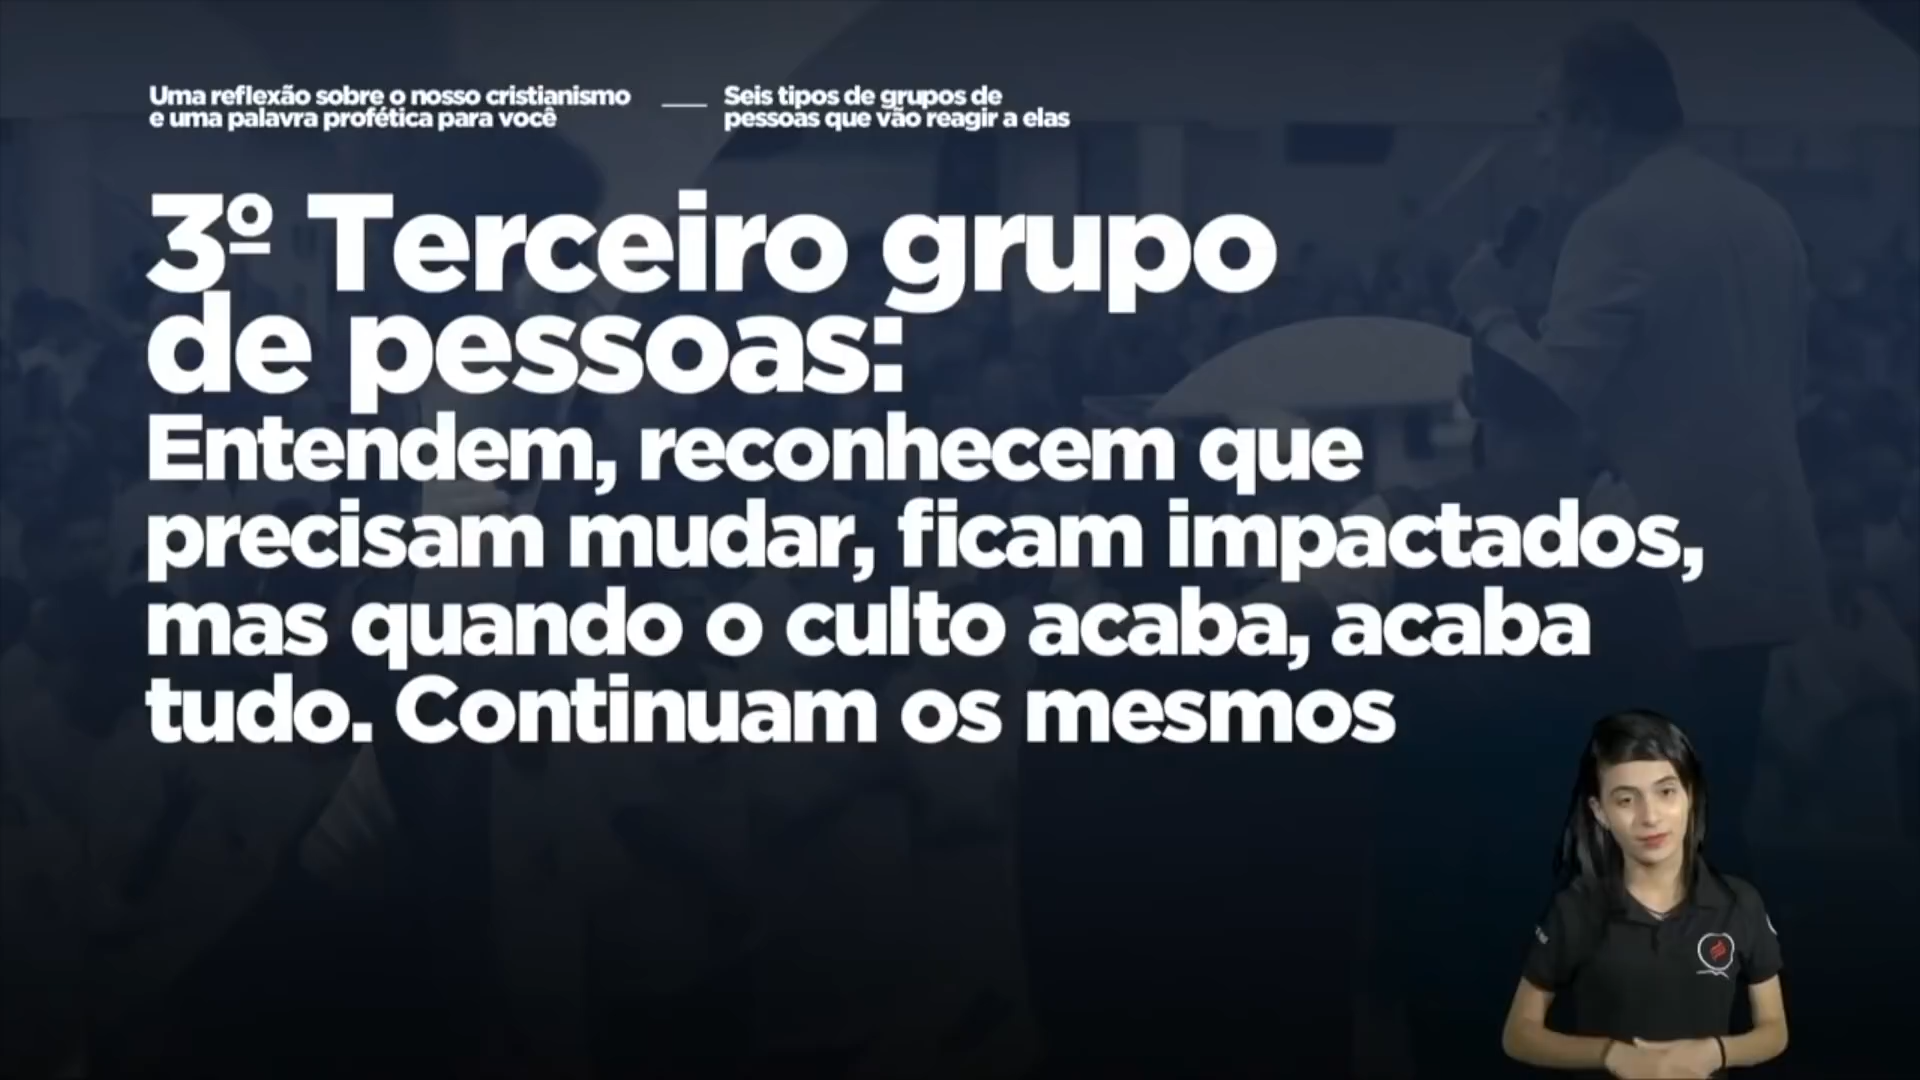 Uma reflexão sobre o nosso cristianismo
e uma palavra profética para você
Seis tipos de grupos de
pessoas que vão reagir a elas
3º Terceiro grupo
de pessoas:
Entendem, reconhecem que
precisam mudar, ficam impactados,
mas quando o culto acaba, acaba
tudo. Continuam os mesmos